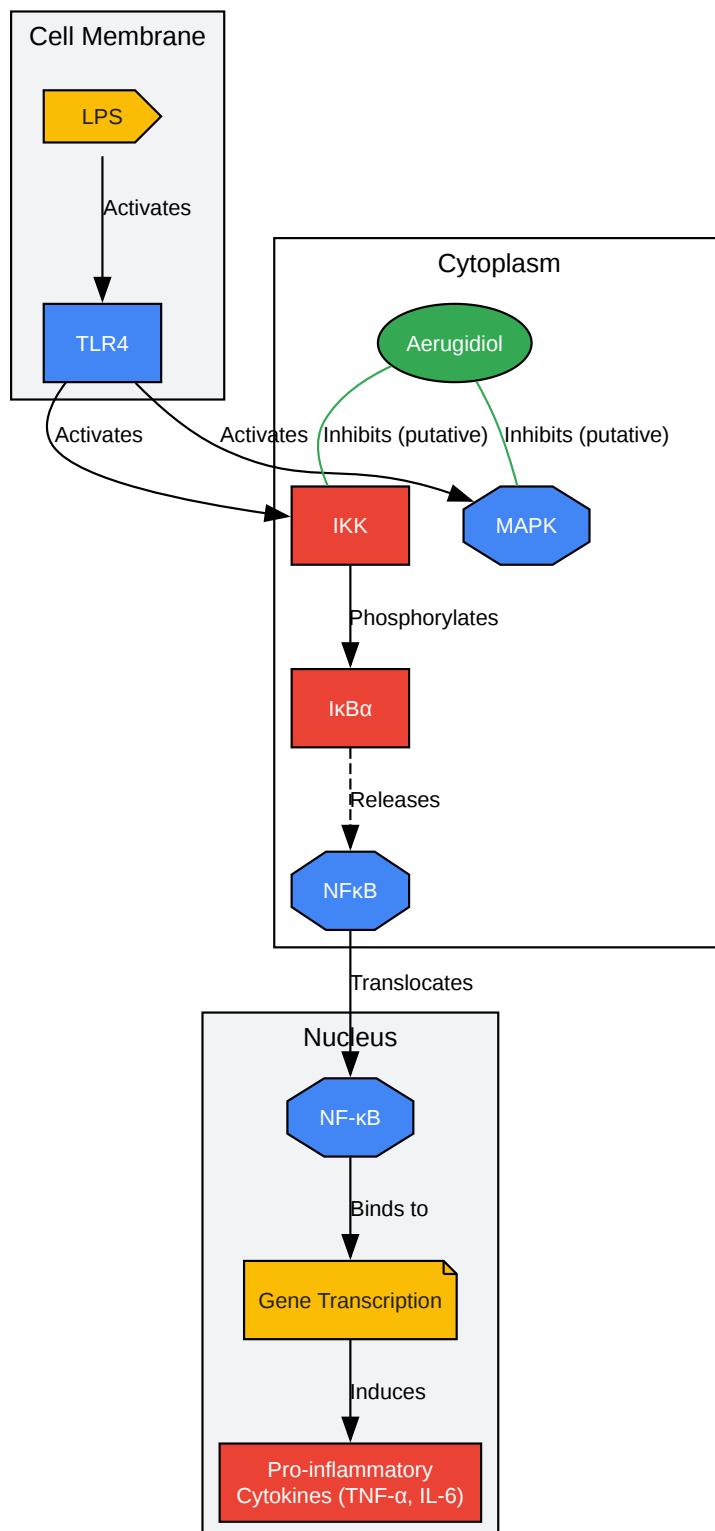 Cell Membrane
LPS
Activates
TLR4
Cytoplasm
Aerugidiol
Activates
Activates
Inhibits (putative)
Inhibits (putative)
IKK
MAPK
Phosphorylates
IκBα
Releases
NFκB
Translocates
Nucleus
NF-κB
Binds to
Gene Transcription
Induces
Pro-inflammatory
Cytokines (TNF-α, IL-6)